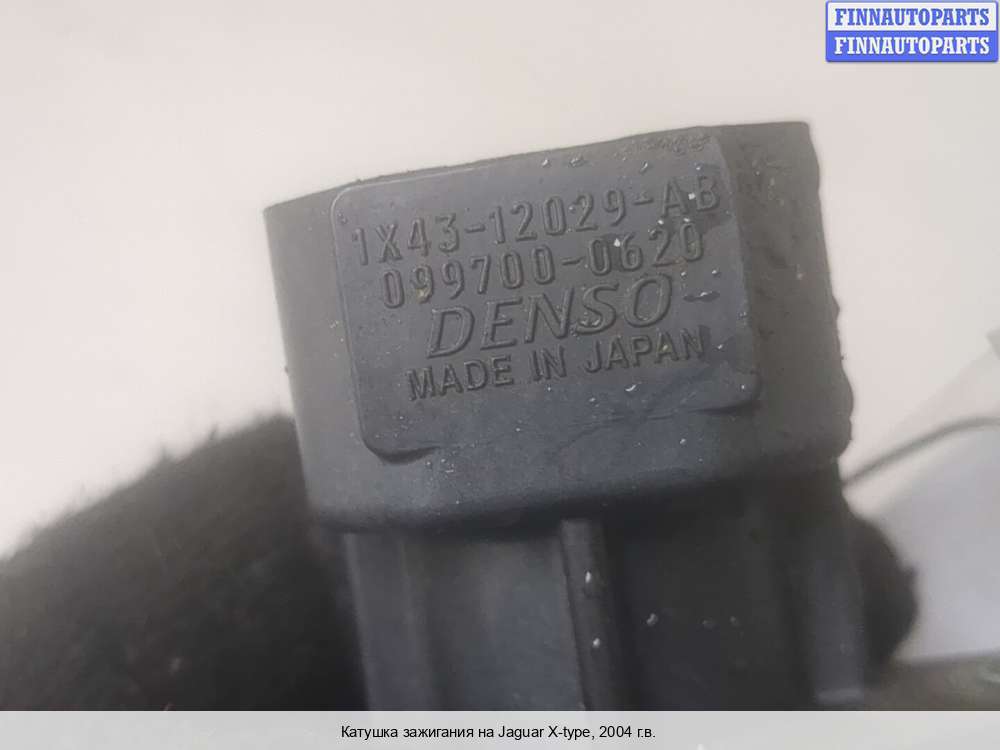 FINNAUTOPARTS
FINNAUTOPARTS
1X43-12029-AB
099700-0620
DENSO
MADE IN JAPAN
Катушка зажигания на Jaguar X-type, 2004 г.в.